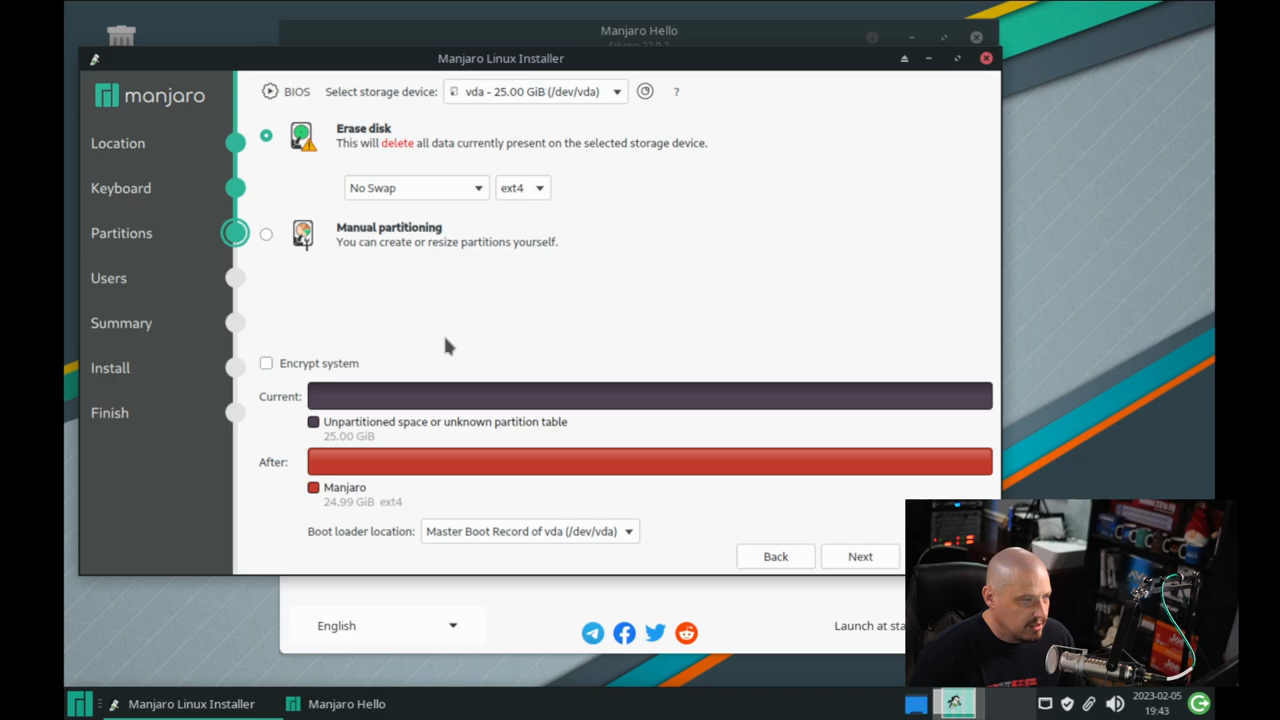 Manjaro Hello
Manjaro Linux Installer
manjaro
Location
Keyboard
Partitions
Users
Summary
Install
Finish
BIOS Select storage device: vda - 25.00 GiB (/dev/vda) ?
Erase disk
This will delete all data currently present on the selected storage device.
No Swap ext4
Manual partitioning
You can create or resize partitions yourself.
Encrypt system
Current:
Unpartitioned space or unknown partition table
25.00 GiB
After:
Manjaro
24.99 GiB ext4
Boot loader location: Master Boot Record of vda (/dev/vda)
Back Next
English
Launch at sta
Manjaro Linux Installer Manjaro Hello
2023-02-05
19:43